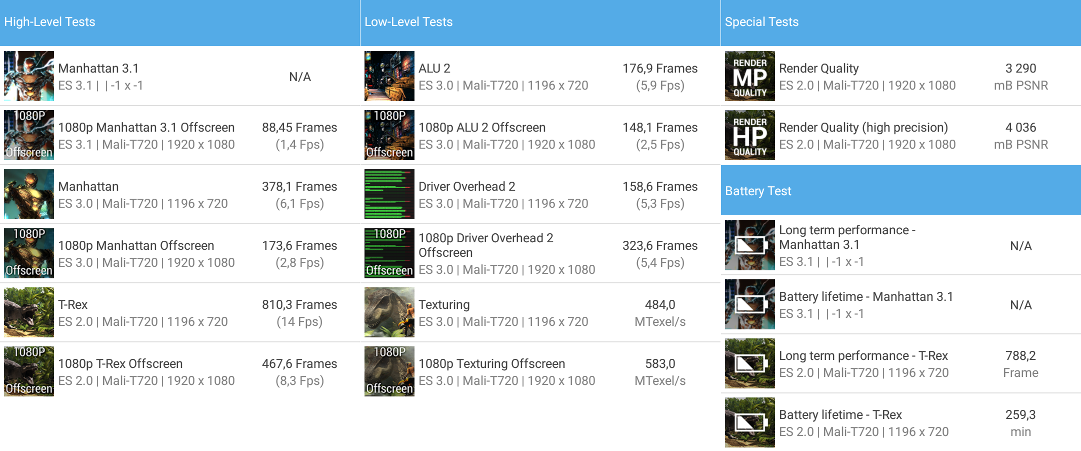 High-Level Tests
Manhattan 3.1
ES 3.1 | | -1 x -1
N/A
1080P
Offscreen
1080p Manhattan 3.1 Offscreen
ES 3.1 | Mali-T720 | 1920 x 1080
88,45 Frames
(1,4 Fps)
Manhattan
ES 3.0 | Mali-T720 | 1196 x 720
378,1 Frames
(6,1 Fps)
1080P
Offscreen
1080p Manhattan Offscreen
ES 3.0 | Mali-T720 | 1920 x 1080
173,6 Frames
(2,8 Fps)
T-Rex
ES 2.0 | Mali-T720 | 1196 x 720
810,3 Frames
(14 Fps)
1080P
Offscreen
1080p T-Rex Offscreen
ES 2.0 | Mali-T720 | 1920 x 1080
467,6 Frames
(8,3 Fps)
Low-Level Tests
ALU 2
ES 3.0 | Mali-T720 | 1196 x 720
176,9 Frames
(5,9 Fps)
1080P
Offscreen
1080p ALU 2 Offscreen
ES 3.0 | Mali-T720 | 1920 x 1080
148,1 Frames
(2,5 Fps)
Driver Overhead 2
ES 3.0 | Mali-T720 | 1196 x 720
158,6 Frames
(5,3 Fps)
1080P
Offscreen
1080p Driver Overhead 2
Offscreen
ES 3.0 | Mali-T720 | 1920 x 1080
323,6 Frames
(5,4 Fps)
Texturing
ES 3.0 | Mali-T720 | 1196 x 720
484,0
MTexel/s
1080P
Offscreen
1080p Texturing Offscreen
ES 3.0 | Mali-T720 | 1920 x 1080
583,0
MTexel/s
Special Tests
RENDER
MP
QUALITY
Render Quality
ES 2.0 | Mali-T720 | 1920 x 1080
3 290
mB PSNR
RENDER
HP
QUALITY
Render Quality (high precision)
ES 2.0 | Mali-T720 | 1920 x 1080
4 036
mB PSNR
Battery Test
Long term performance -
Manhattan 3.1
ES 3.1 | | -1 x -1
N/A
Battery lifetime - Manhattan 3.1
ES 3.1 | | -1 x -1
N/A
Long term performance - T-Rex
ES 2.0 | Mali-T720 | 1196 x 720
788,2
Frame
Battery lifetime - T-Rex
ES 2.0 | Mali-T720 | 1196 x 720
259,3
min